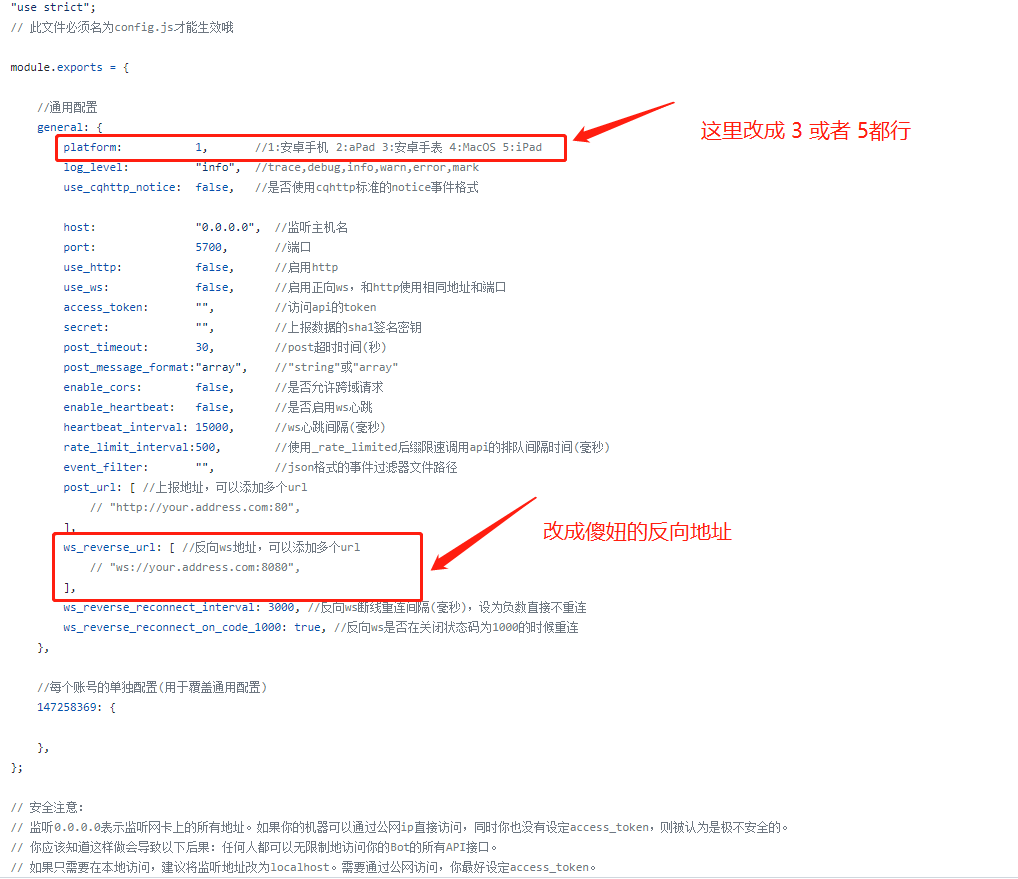 "use strict";
// 此文件必须名为config.js才能生效哦
module.exports = {
//通用配置
general: {
platform: 1, //1:安卓手机 2:aPad 3:安卓手表 4:MacOS 5:iPad
这里改成 3 或者 5都行
log_level: "info", //trace,debug,info,warn,error,mark
use_cqhttp_notice: false, //是否使用cqhttp标准的notice事件格式
host: "0.0.0.0", //监听主机名
port: 5700, //端口
use_http: false, //启用http
use_ws: false, //启用正向ws，和http使用相同地址和端口
access_token: "", //访问api的token
secret: "", //上报数据的sha1签名密钥
post_timeout: 30, //post超时时间(秒)
post_message_format:"array", //"string"或"array"
enable_cors: false, //是否允许跨域请求
enable_heartbeat: false, //是否启用ws心跳
heartbeat_interval: 15000, //ws心跳间隔(毫秒)
rate_limit_interval:500, //使用_rate_limited后缀限速调用api的排队间隔时间(毫秒)
event_filter: "", //json格式的事件过滤器文件路径
post_url: [ //上报地址，可以添加多个url
// "http://your.address.com:80",
],
改成傻妞的反向地址
ws_reverse_url: [ //反向ws地址，可以添加多个url
// "ws://your.address.com:8080",
],
ws_reverse_reconnect_interval: 3000, //反向ws断线重连间隔(毫秒)，设为负数直接不重连
ws_reverse_reconnect_on_code_1000: true, //反向ws是否在关闭状态码为1000的时候重连
},
//每个账号的单独配置(用于覆盖通用配置)
147258369: {
},
};
// 安全注意:
// 监听0.0.0.0表示监听网卡上的所有地址。如果你的机器可以通过公网ip直接访问，同时你也没有设定access_token，则被认为是极不安全的。
// 你应该知道这样做会导致以下后果: 任何人都可以无限制地访问你的Bot的所有API接口。
// 如果只需要在本地访问，建议将监听地址改为localhost。需要通过公网访问，你最好设定access_token。